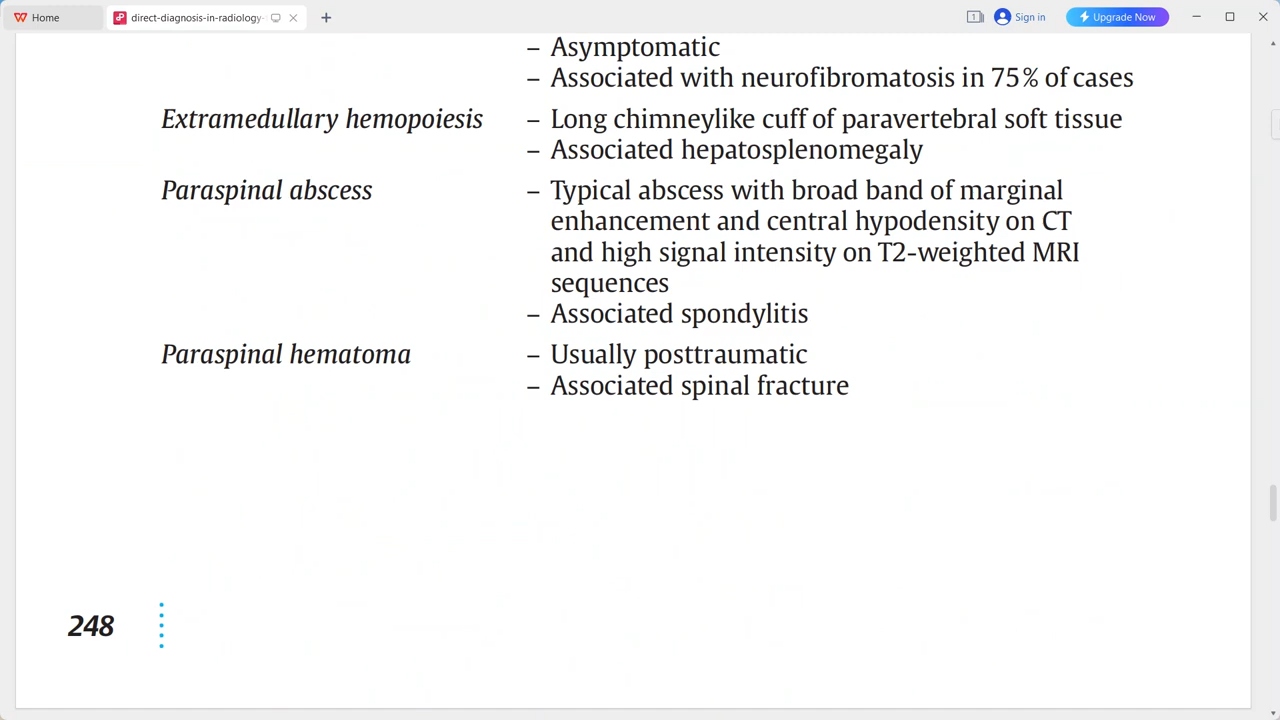 Home
direct-diagnosis-in-radiology-
1
Sign in
Upgrade Now
– Asymptomatic
– Associated with neurofibromatosis in 75% of cases
Extramedullary hemopoiesis – Long chimneylike cuff of paravertebral soft tissue
– Associated hepatosplenomegaly
Paraspinal abscess – Typical abscess with broad band of marginal
enhancement and central hypodensity on CT
and high signal intensity on T2-weighted MRI
sequences
– Associated spondylitis
Paraspinal hematoma – Usually posttraumatic
– Associated spinal fracture
248